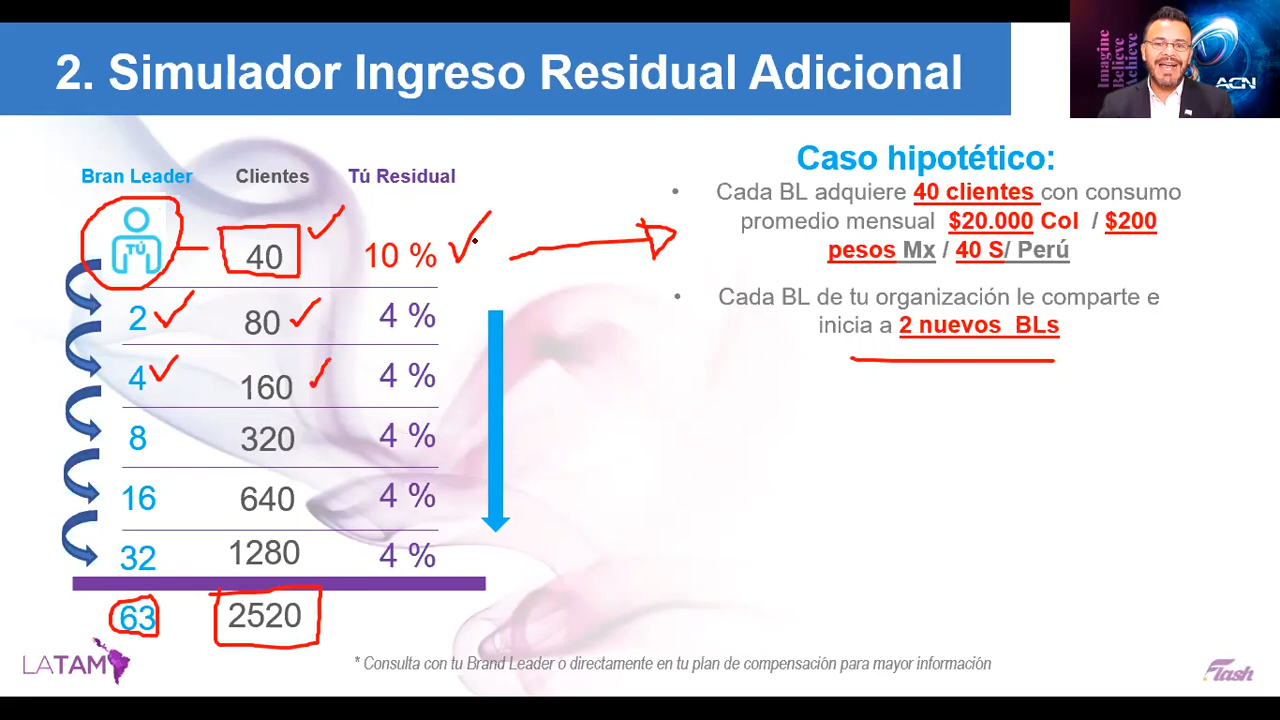 2. Simulador Ingreso Residual Adicional
Imagine
Believe
Achieve
ACN
Bran Leader Clientes Tú Residual
TÚ 40 10 %
2 80 4 %
4 160 4 %
8 320 4 %
16 640 4 %
32 1280 4 %
63 2520
Caso hipotético:
• Cada BL adquiere 40 clientes con consumo
promedio mensual $20.000 Col / $200
pesos Mx / 40 S/ Perú
• Cada BL de tu organización le comparte e
inicia a 2 nuevos BLs
LATAM
* Consulta con tu Brand Leader o directamente en tu plan de compensación para mayor información
Flash